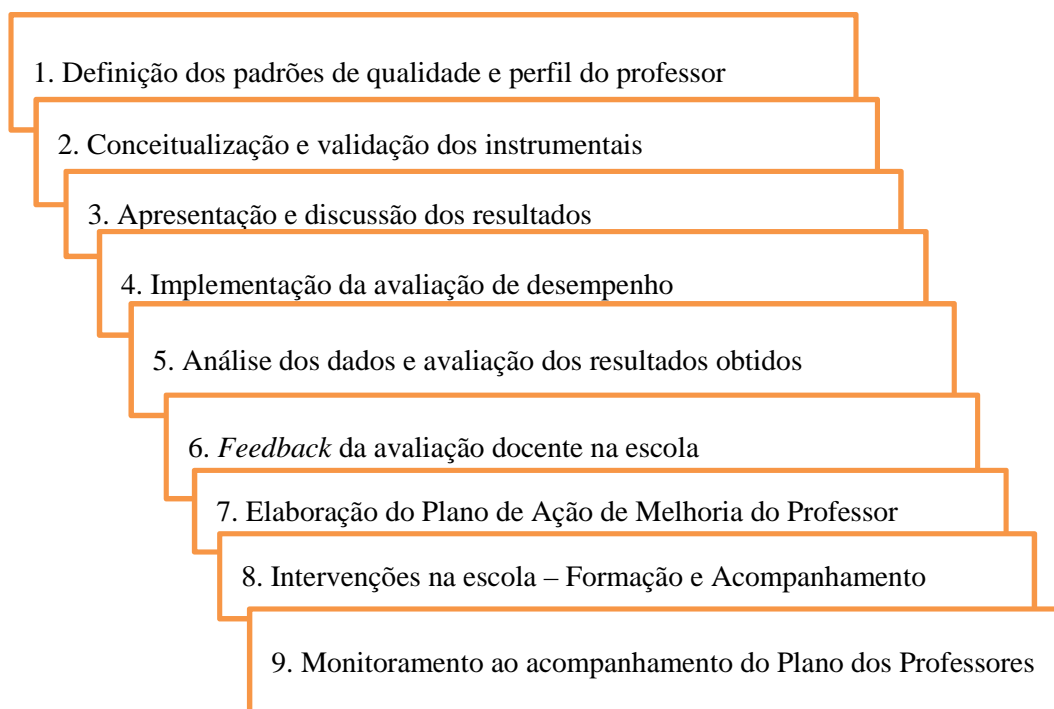 1. Definição dos padrões de qualidade e perfil do professor
2. Conceitualização e validação dos instrumentais
3. Apresentação e discussão dos resultados
4. Implementação da avaliação de desempenho
5. Análise dos dados e avaliação dos resultados obtidos
6. Feedback da avaliação docente na escola
7. Elaboração do Plano de Ação de Melhoria do Professor
8. Intervenções na escola – Formação e Acompanhamento
9. Monitoramento ao acompanhamento do Plano dos Professores